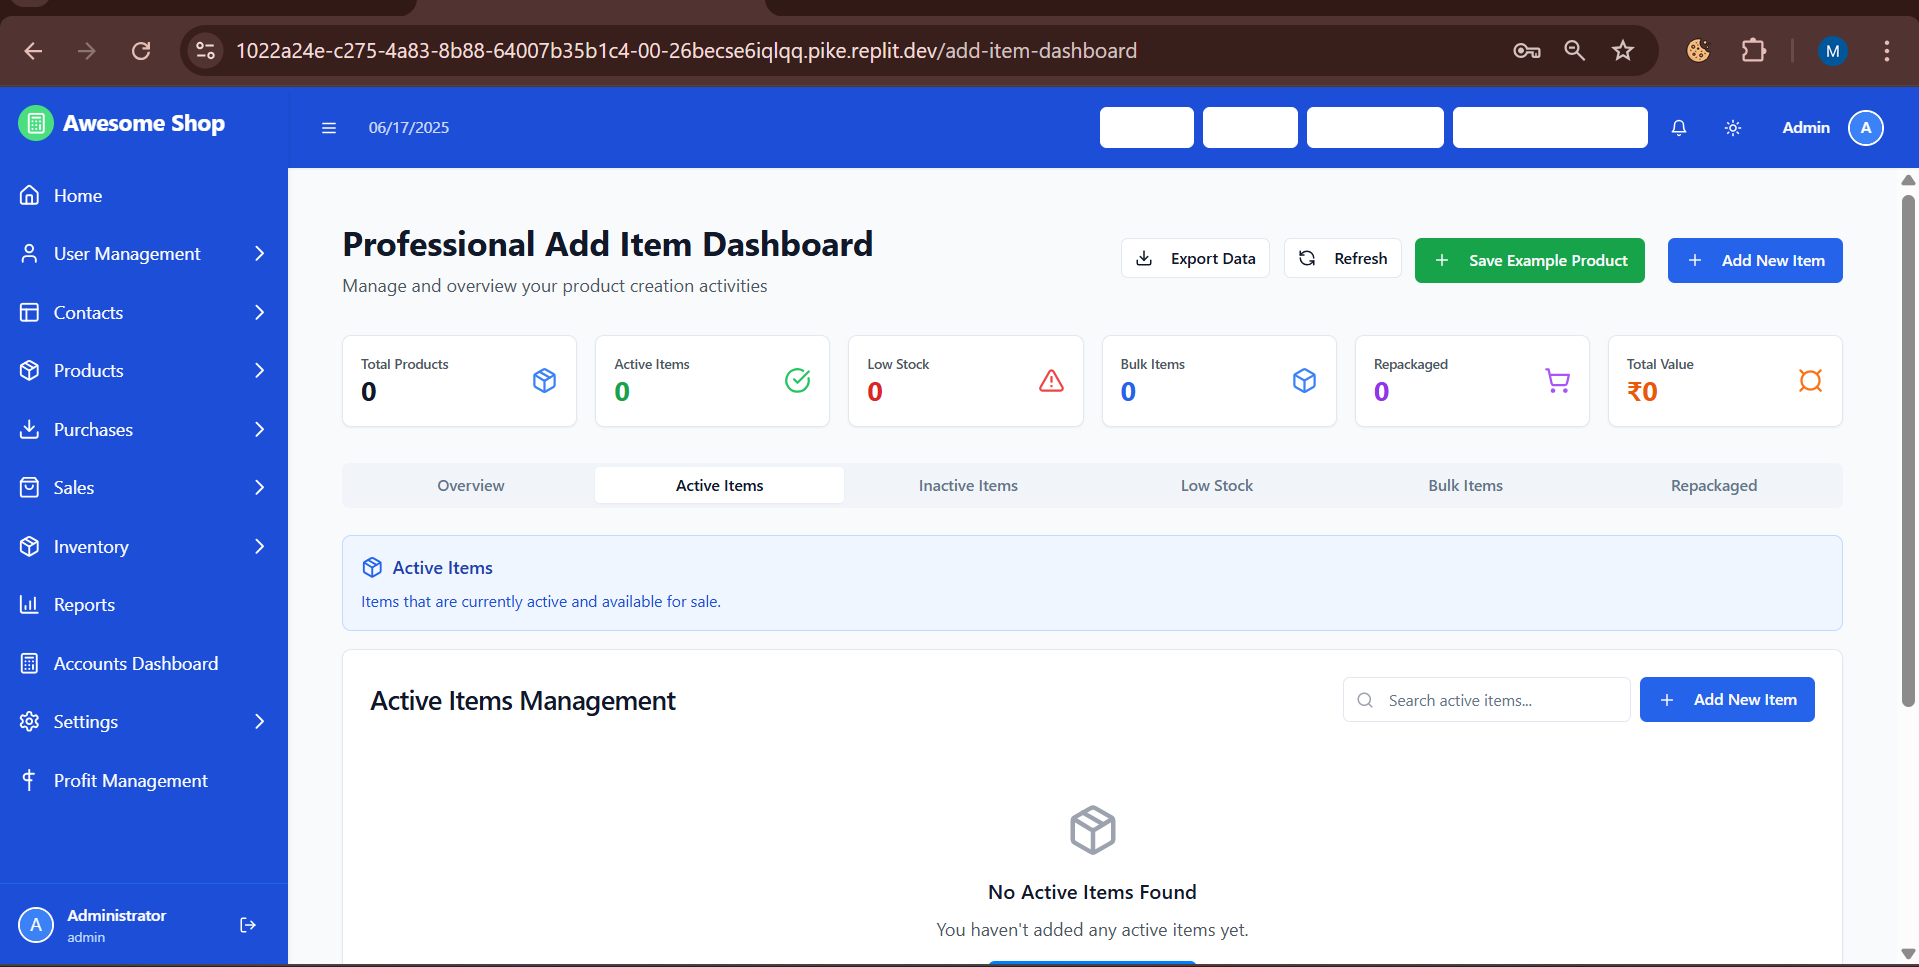 1022a24e-c275-4a83-8b88-64007b35b1c4-00-26becse6iqlqq.pike.replit.dev/add-item-dashboard
M
Awesome Shop
06/17/2025
Admin
A
Home
User Management
Contacts
Products
Purchases
Sales
Inventory
Reports
Accounts Dashboard
Settings
Profit Management
A
Administrator
admin
Professional Add Item Dashboard
Manage and overview your product creation activities
Export Data
Refresh
Save Example Product
Add New Item
Total Products
0
Active Items
0
Low Stock
0
Bulk Items
0
Repackaged
0
Total Value
₹0
Overview
Active Items
Inactive Items
Low Stock
Bulk Items
Repackaged
Active Items
Items that are currently active and available for sale.
Active Items Management
Search active items...
Add New Item
No Active Items Found
You haven't added any active items yet.